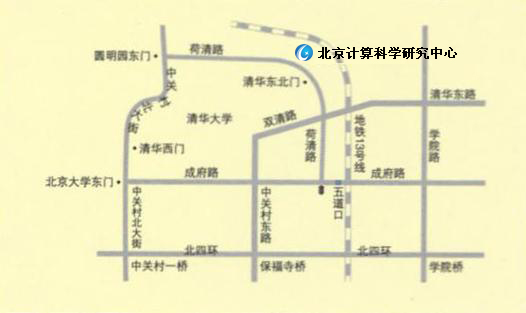 荷清路
北京计算科学研究中心
圆明园东门
中关村北大街
清华东北门
清华东路
清华大学
双清路
荷清路
地铁13号线
学院路
清华西门
成府路
成府路
北京大学东门
中关村北大街
中关村东路
五道口
北四环
北四环
中关村一桥
保福寺桥
学院桥